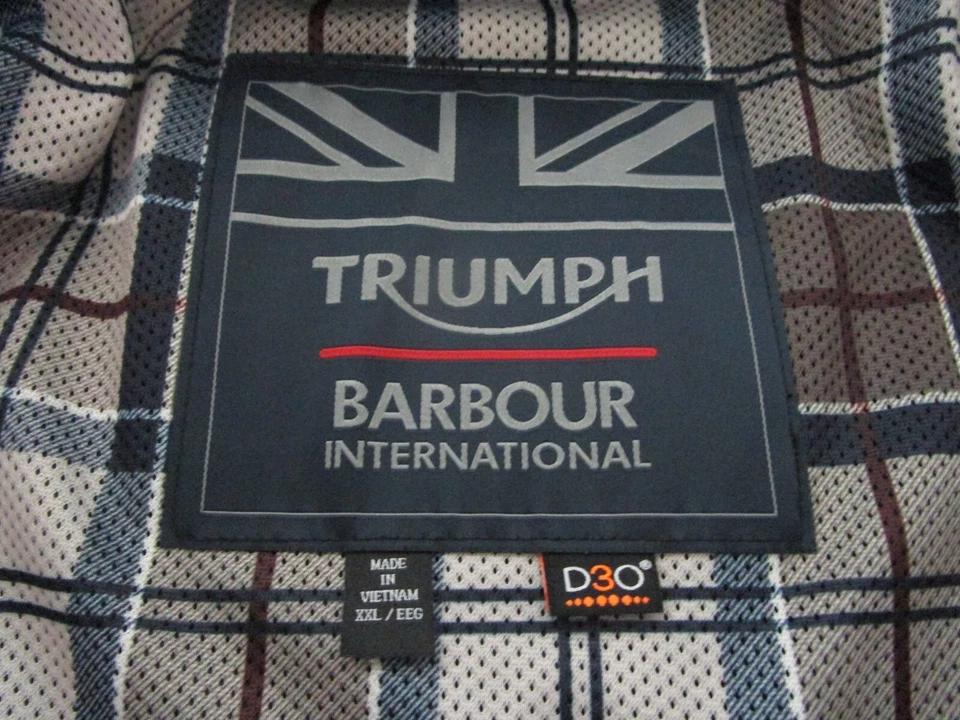 TRIUMPH
BARBOUR
INTERNATIONAL
MADE
IN
VIETNAM
XXL / EEG
D3O®